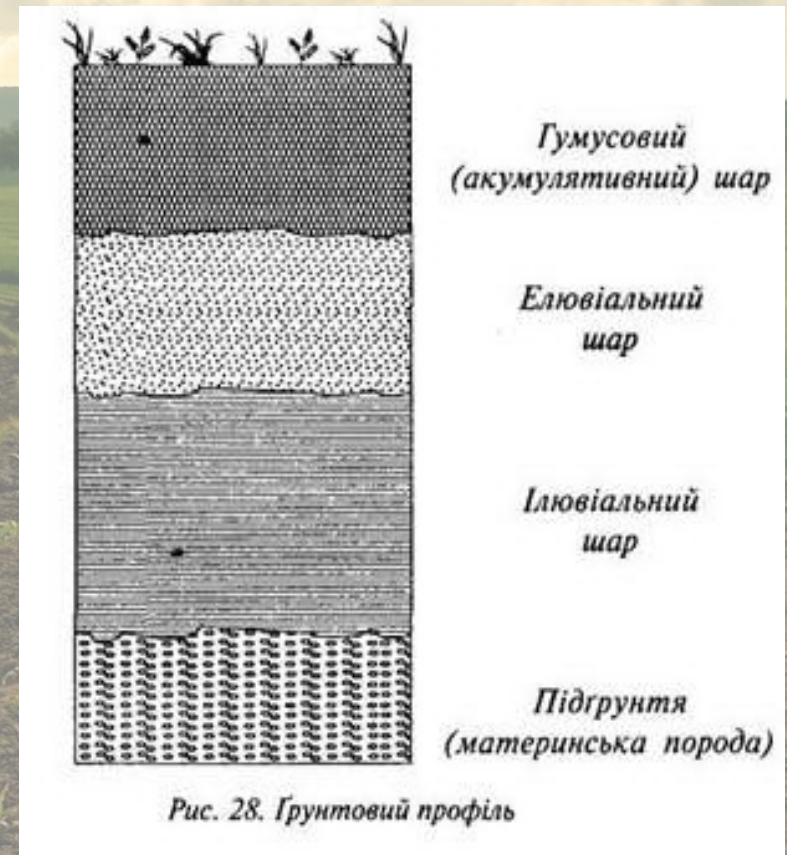 Гумусовий
(акумулятивний) шар
Елювіальний
шар
Ілювіальний
шар
Підґрунтя
(материнська порода)
Рис. 28. Ґрунтовий профіль